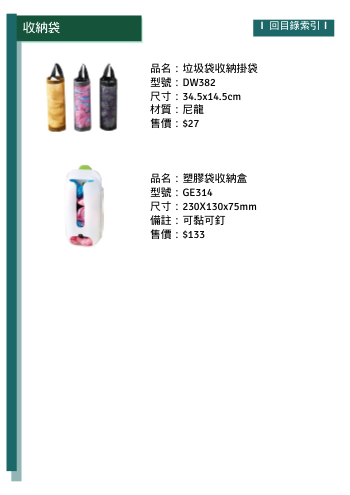 收納袋
I 回目錄索引 I
品名：垃圾袋收納掛袋
型號：DW382
尺寸：34.5x14.5cm
材質：尼龍
售價：$27
品名：塑膠袋收納盒
型號：GE314
尺寸：230X130x75mm
備註：可黏可釘
售價：$133